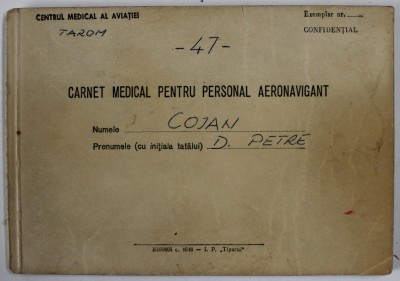 CENTRUL MEDICAL AL AVIAȚIEI
TAROM
Exemplar nr.
CONFIDENȚIAL
-47-
CARNET MEDICAL PENTRU PERSONAL AERONAVIGANT
Numele COJAN
Prenumele (cu inițiala tatălui) D. PETRE
c. I. P. „Tiparul”